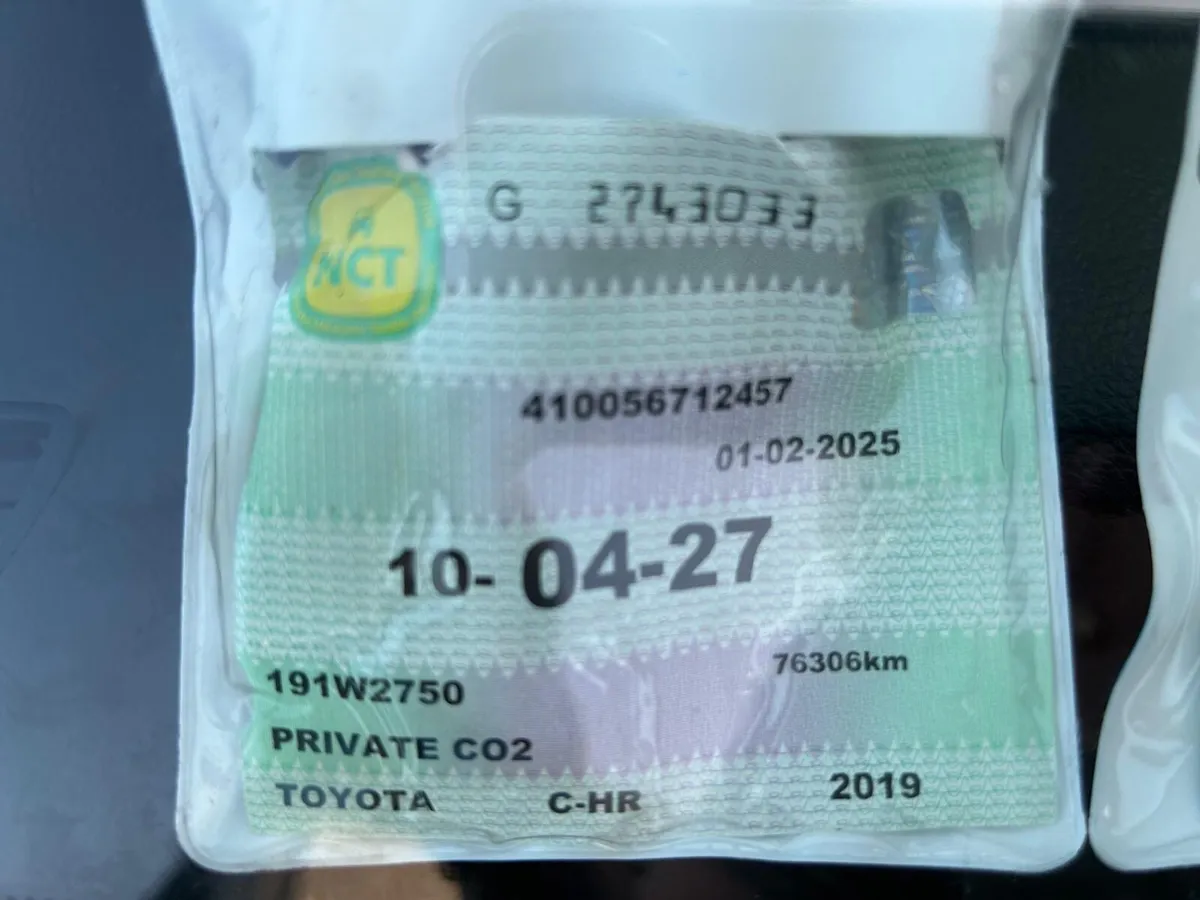 NCT
G 2743033
410056712457
01-02-2025
10- 04-27
191W2750
76306km
PRIVATE CO2
TOYOTA C-HR 2019